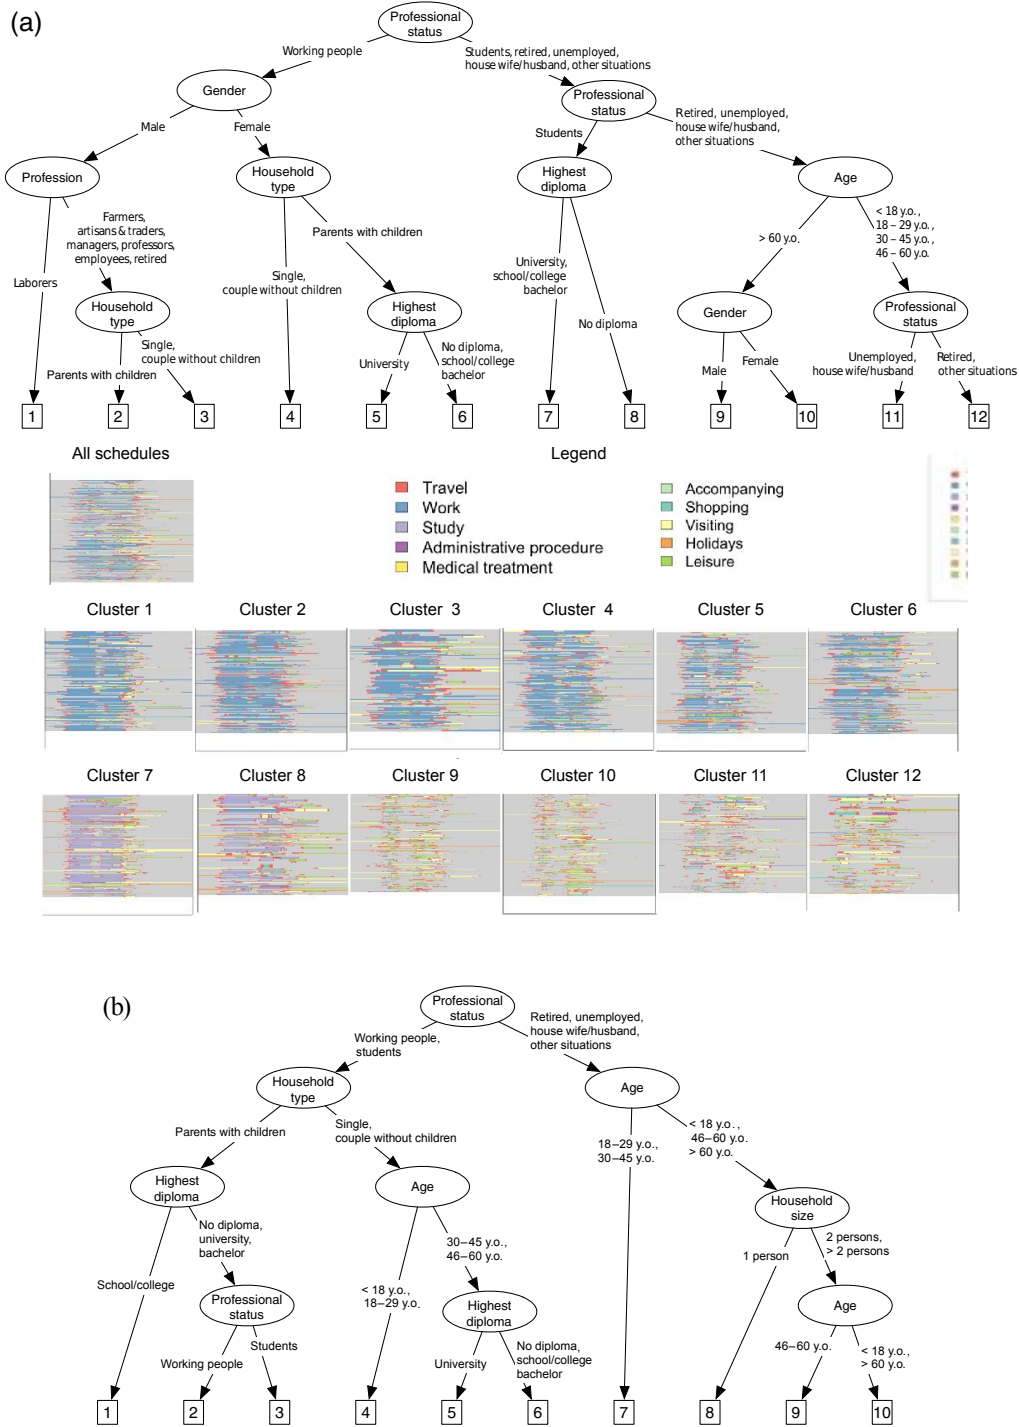 (a)
Professional
status
Working people
Students, retired, unemployed,
house wife/husband, other situations
Gender
Professional
status
Male
Female
Students
Retired, unemployed,
house wife/husband,
other situations
Profession
Household
type
Highest
diploma
Age
Laborers
Farmers,
artisans & traders,
managers, professors,
employees, retired
Parents with children
Single,
couple without children
University,
school/college
bachelor
No diploma
> 60 y.o.
< 18 y.o.,
18 – 29 y.o.,
30 – 45 y.o.,
46 – 60 y.o.
Household
type
Highest
diploma
Gender
Professional
status
Parents with children
Single,
couple without children
University
No diploma,
school/college
bachelor
Male
Female
Unemployed,
house wife/husband
Retired,
other situations
1
2
3
4
5
6
7
8
9
10
11
12
All schedules
Legend
Travel
Work
Study
Administrative procedure
Medical treatment
Accompanying
Shopping
Visiting
Holidays
Leisure
Cluster 1
Cluster 2
Cluster 3
Cluster 4
Cluster 5
Cluster 6
Cluster 7
Cluster 8
Cluster 9
Cluster 10
Cluster 11
Cluster 12
(b)
Professional
status
Working people,
students
Retired, unemployed,
house wife/husband,
other situations
Household
type
Age
Parents with children
Single,
couple without children
18–29 y.o.,
30–45 y.o.
< 18 y.o.,
46–60 y.o.
> 60 y.o.
Highest
diploma
Age
Household
size
School/college
No diploma,
university,
bachelor
< 18 y.o.,
18–29 y.o.
30–45 y.o.,
46–60 y.o.
1 person
2 persons,
> 2 persons
Professional
status
Highest
diploma
Age
Working people
Students
University
No diploma,
school/college
bachelor
46–60 y.o.
< 18 y.o.,
> 60 y.o.
1
2
3
4
5
6
7
8
9
10